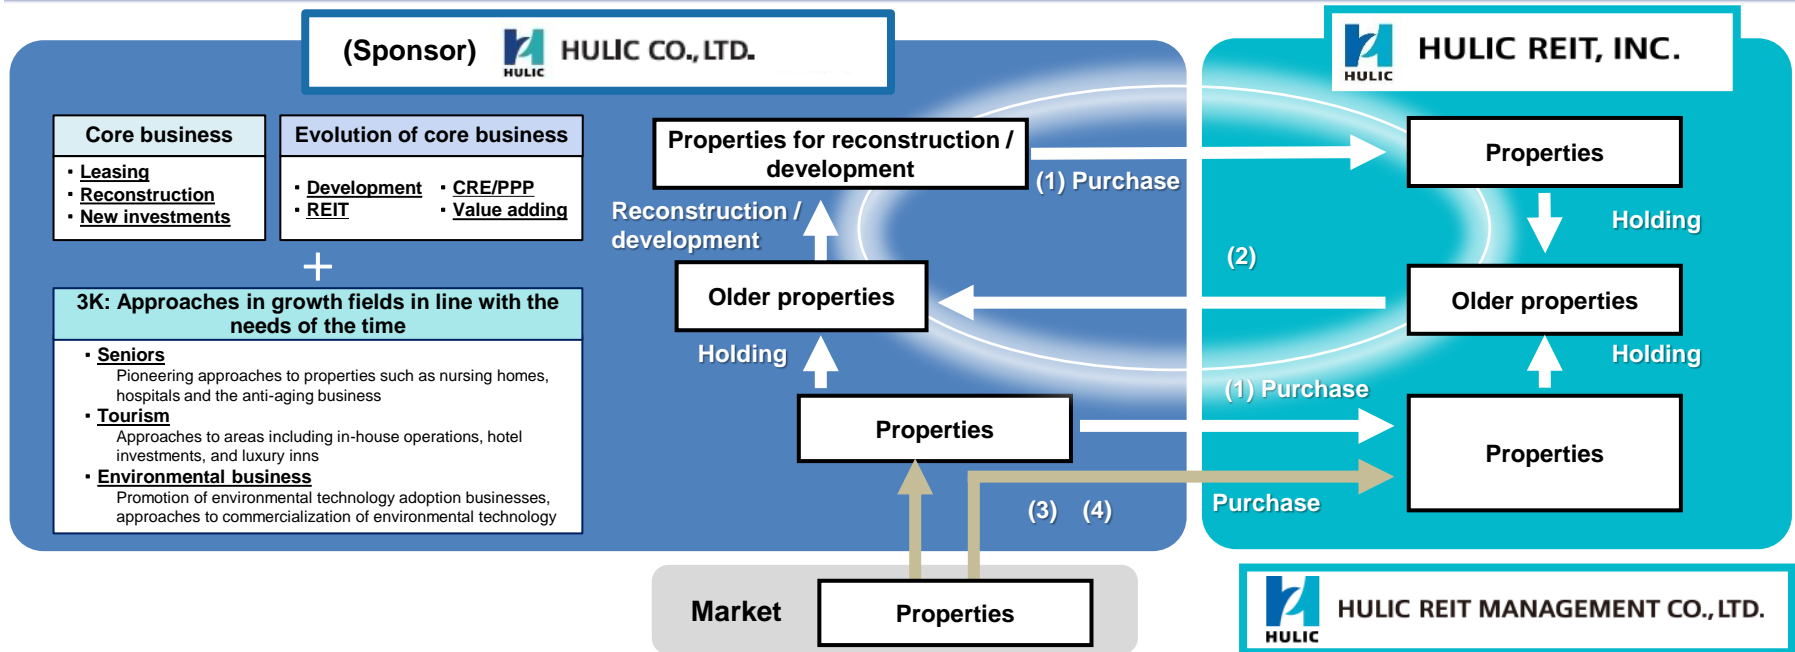 (Sponsor) HULIC HULIC CO., LTD.
HULIC HULIC REIT, INC.
Core business
・Leasing
・Reconstruction
・New investments
Evolution of core business
・Development ・CRE/PPP
・REIT ・Value adding
+
3K: Approaches in growth fields in line with the
needs of the time
・Seniors
Pioneering approaches to properties such as nursing homes,
hospitals and the anti-aging business
・Tourism
Approaches to areas including in-house operations, hotel
investments, and luxury inns
・Environmental business
Promotion of environmental technology adoption businesses,
approaches to commercialization of environmental technology
Properties for reconstruction /
development
(1) Purchase
Properties
Reconstruction /
development
Holding
(2)
Older properties
Older properties
Holding
Holding
(1) Purchase
Properties
Properties
(3) (4)
Purchase
Market
Properties
HULIC HULIC REIT MANAGEMENT CO., LTD.